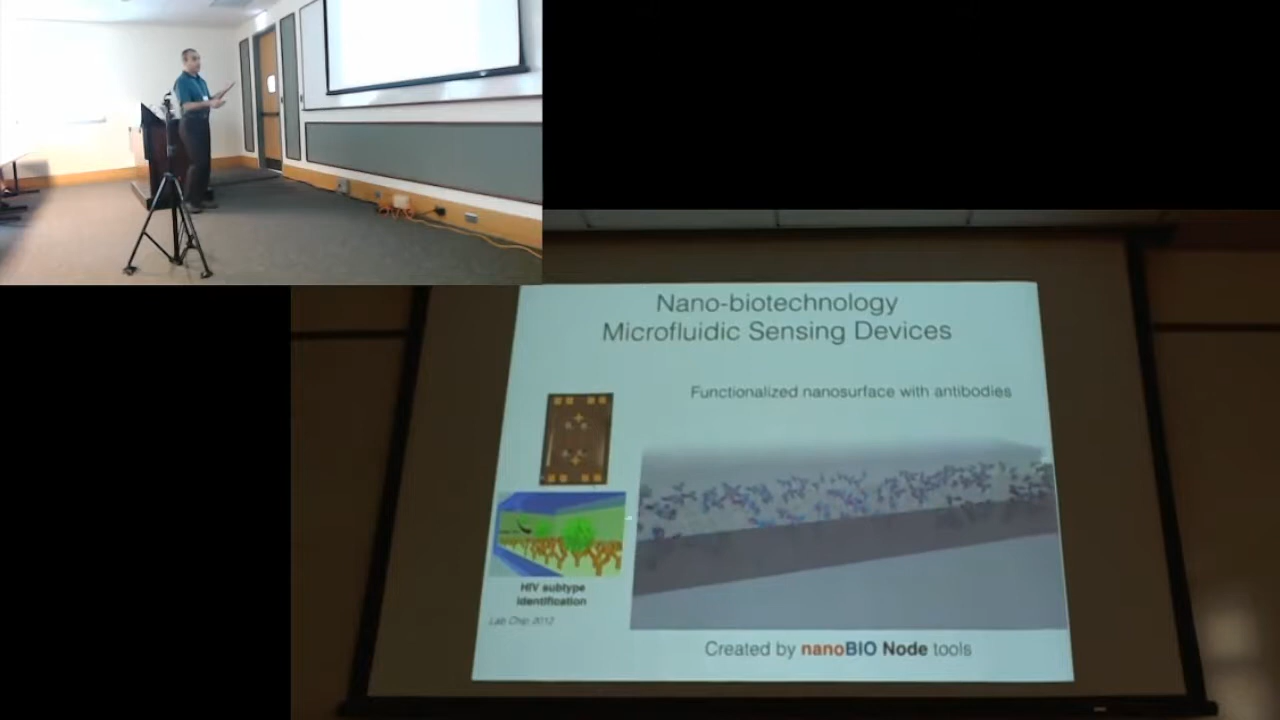 Nano-biotechnology
Microfluidic Sensing Devices
Functionalized nanosurface with antibodies
HIV subtype
identification
Lab Chip 2012
Created by nanoBIO Node tools